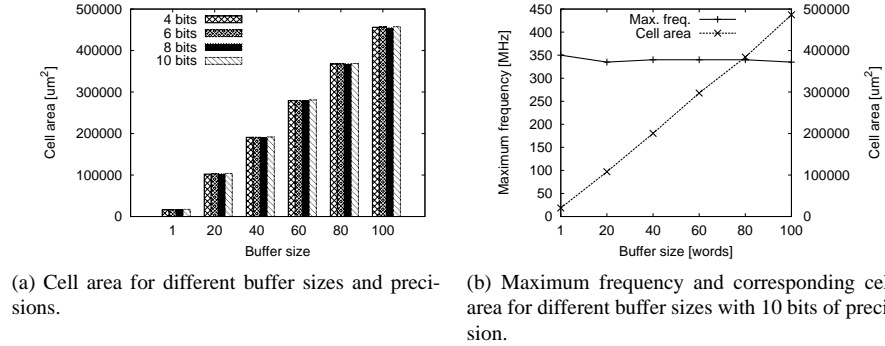 500000
400000
300000
200000
100000
0
Cell area [um²]
4 bits
6 bits
8 bits
10 bits
1 20 40 60 80 100
Buffer size
450
400
350
300
250
200
150
100
50
0
Maximum frequency [MHz]
Max. freq.
Cell area
500000
400000
300000
200000
100000
0
Cell area [um²]
1 20 40 60 80 100
Buffer size [words]
(a) Cell area for different buffer sizes and preci-
sions.
(b) Maximum frequency and corresponding cel
area for different buffer sizes with 10 bits of preci
sion.